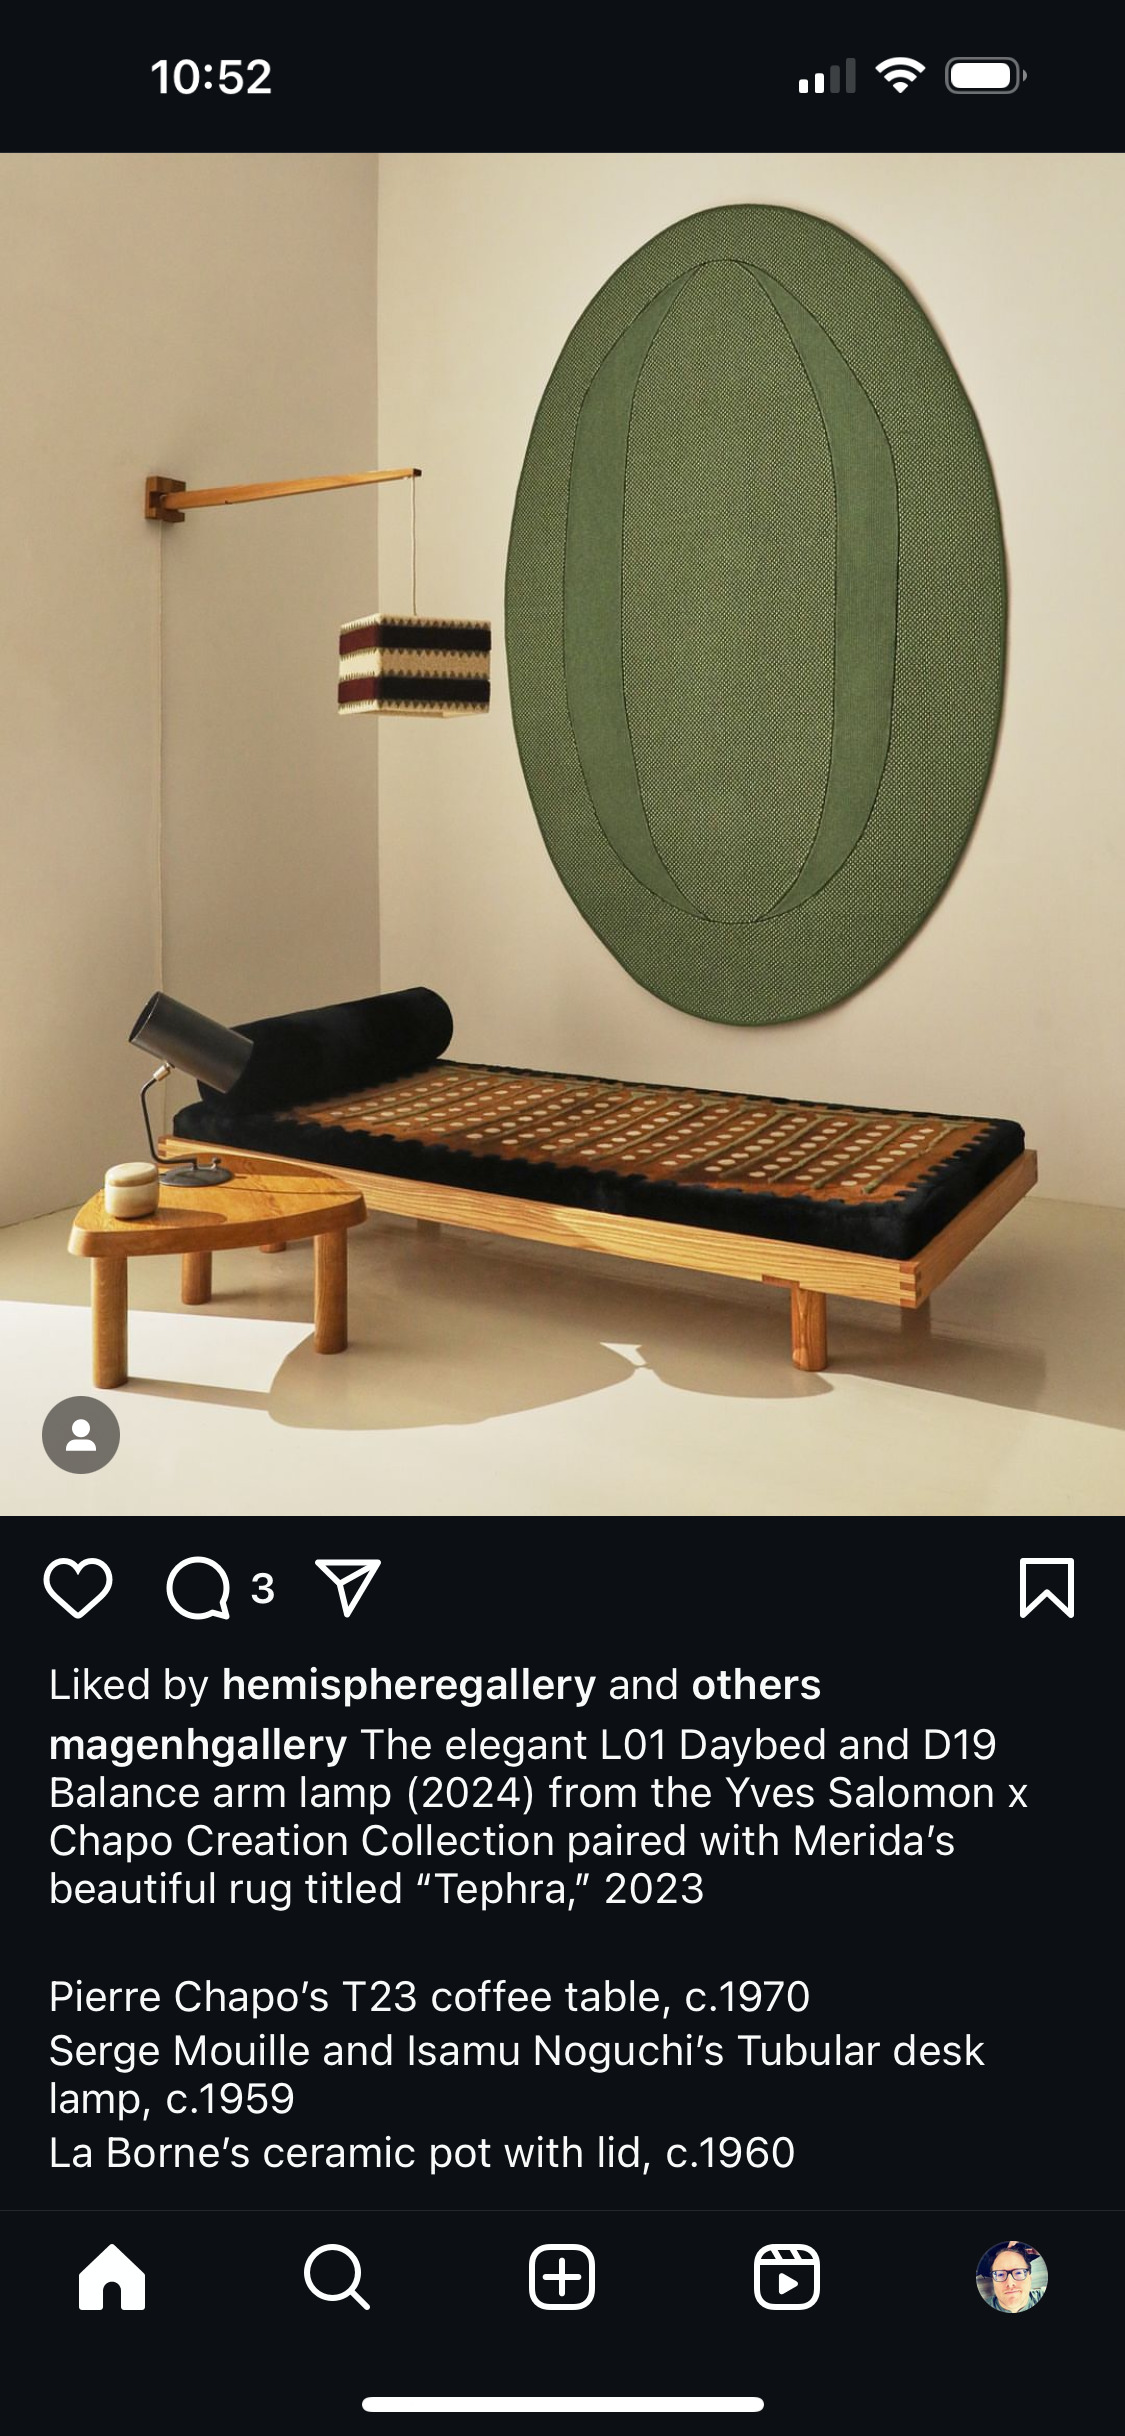 10:52
3
Liked by hemispheregallery and others
magenhgallery The elegant L01 Daybed and D19
Balance arm lamp (2024) from the Yves Salomon x
Chapo Creation Collection paired with Merida’s
beautiful rug titled “Tephra,” 2023
Pierre Chapo’s T23 coffee table, c.1970
Serge Mouille and Isamu Noguchi’s Tubular desk
lamp, c.1959
La Borne’s ceramic pot with lid, c.1960